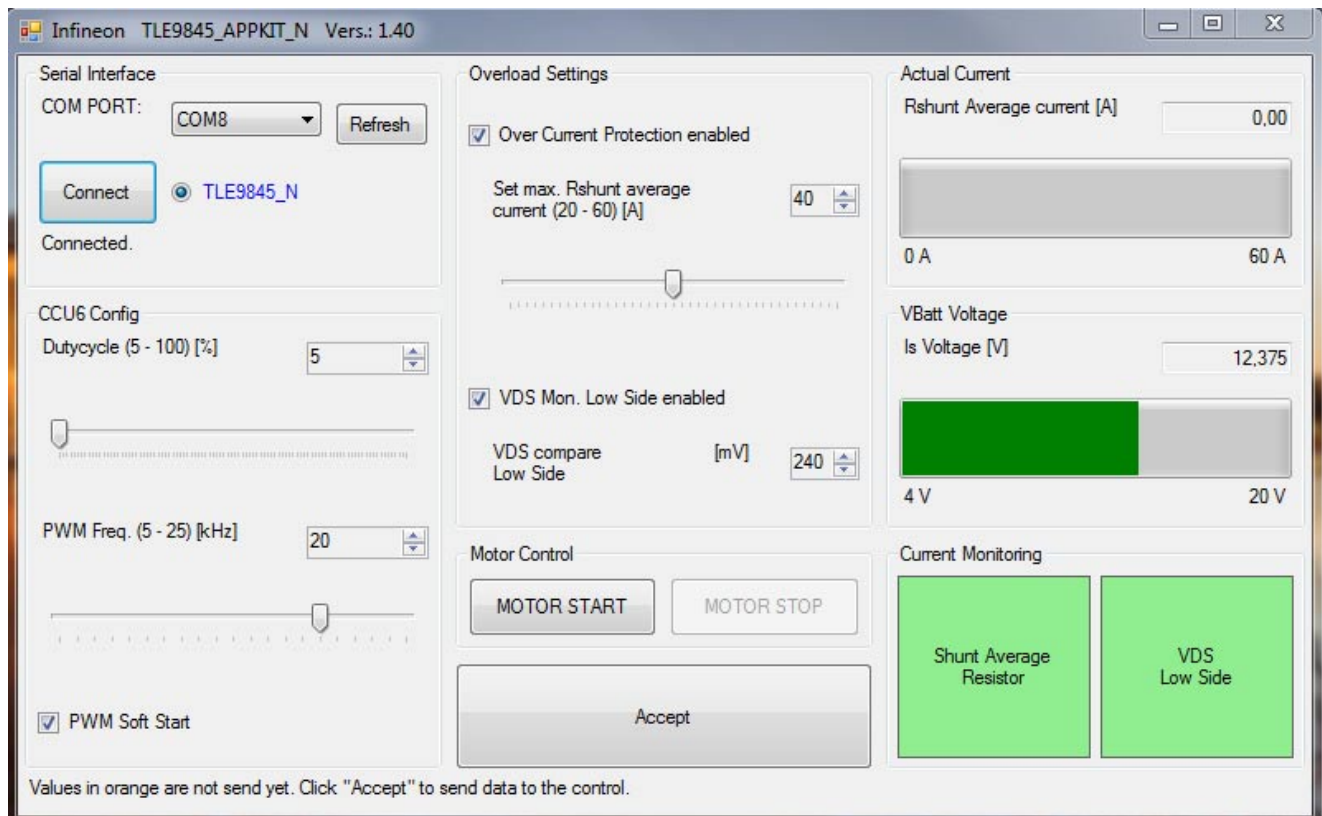 Infineon TLE9845_APPKIT_N Vers.: 1.40
Serial Interface
COM PORT:
COM8
Refresh
Connect
TLE9845_N
Connected.
CCU6 Config
Dutycycle (5 - 100) [%]
5
PWM Freq. (5 - 25) [kHz]
20
PWM Soft Start
Overload Settings
Over Current Protection enabled
Set max. Rshunt average
current (20 - 60) [A]
40
VDS Mon. Low Side enabled
VDS compare [mV]
Low Side
240
Motor Control
MOTOR START
MOTOR STOP
Accept
Actual Current
Rshunt Average current [A]
0,00
0 A
60 A
VBatt Voltage
Is Voltage [V]
12,375
4 V
20 V
Current Monitoring
Shunt Average
Resistor
VDS
Low Side
Values in orange are not send yet. Click "Accept" to send data to the control.